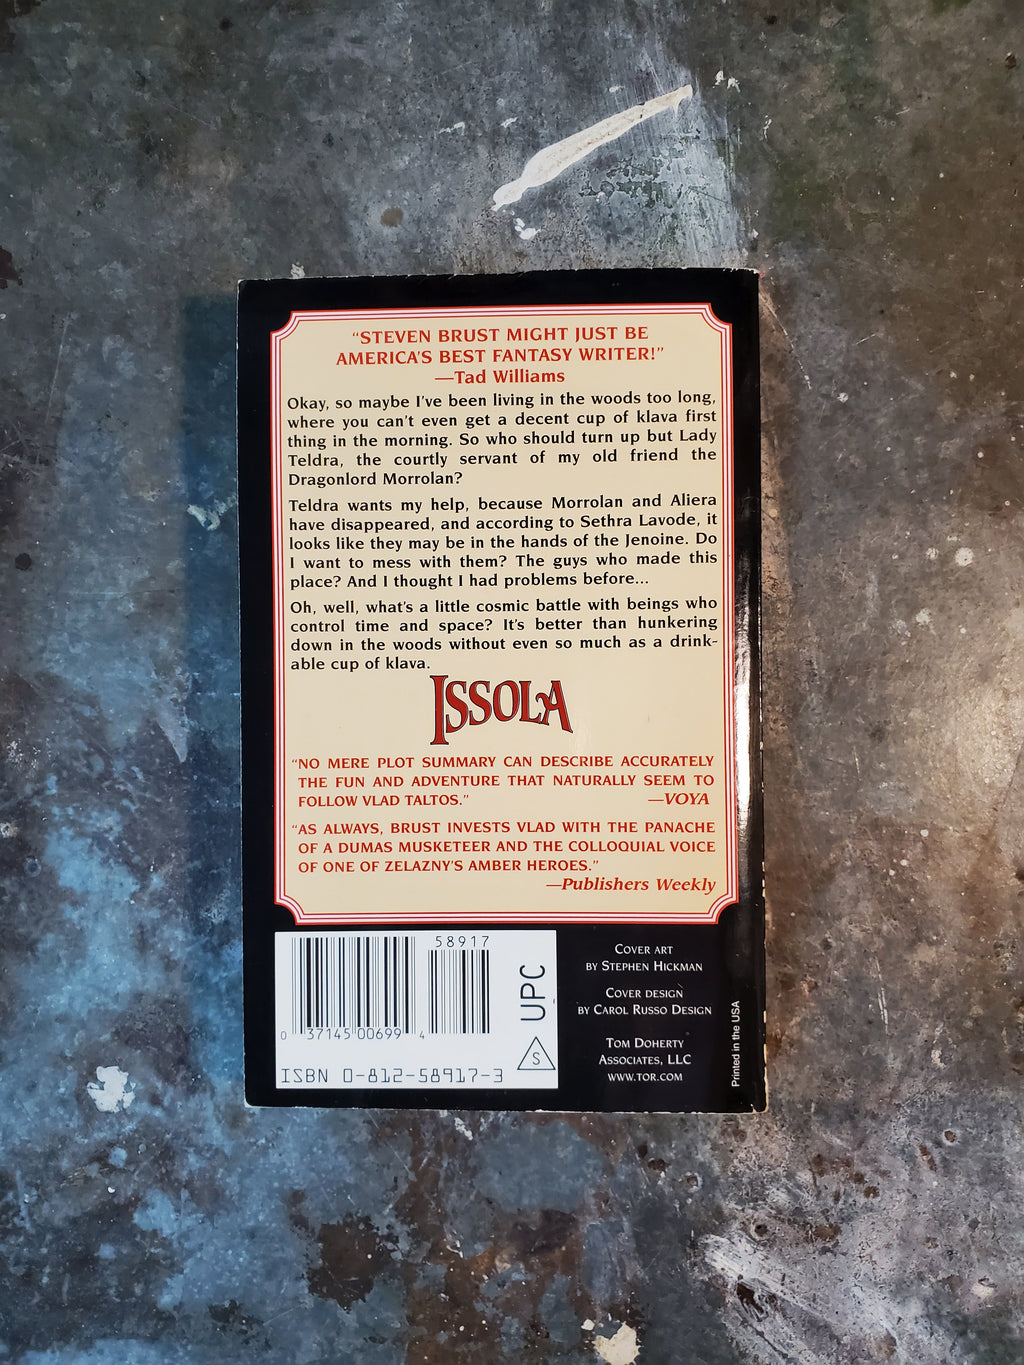 “STEVEN BRUST MIGHT JUST BE
AMERICA'S BEST FANTASY WRITER!”
—Tad Williams
Okay, so maybe I've been living in the woods too long,
where you can't even get a decent cup of klava first
thing in the morning. So who should turn up but Lady
Teldra, the courtly servant of my old friend the
Dragonlord Morrolan?
Teldra wants my help, because Morrolan and Aliera
have disappeared, and according to Sethra Lavode, it
looks like they may be in the hands of the Jenoine. Do
I want to mess with them? The guys who made this
place? And I thought I had problems before...
Oh, well, what's a little cosmic battle with beings who
control time and space? It's better than hunkering
down in the woods without even so much as a drink-
able cup of klava.
ISSOLA
“NO MERE PLOT SUMMARY CAN DESCRIBE ACCURATELY
THE FUN AND ADVENTURE THAT NATURALLY SEEM TO
FOLLOW VLAD TALTOS.” —VOYA
“AS ALWAYS, BRUST INVESTS VLAD WITH THE PANACHE
OF A DUMAS MUSKETEER AND THE COLLOQUIAL VOICE
OF ONE OF ZELAZNY'S AMBER HEROES.”
—Publishers Weekly
58917
0 37145 00699 4
UPC
S
ISBN 0-812-58917-3
COVER ART
BY STEPHEN HICKMAN
COVER DESIGN
BY CAROL RUSSO DESIGN
TOM DOHERTY
ASSOCIATES, LLC
WWW.TOR.COM
Printed in the USA